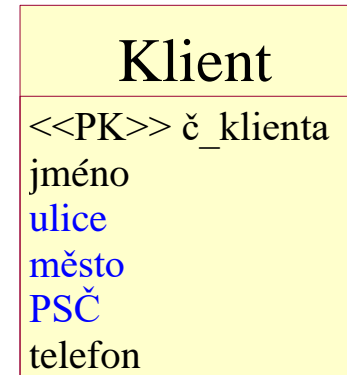 Klient
<<PK>> č_klienta
jméno
ulice
město
PSČ
telefon